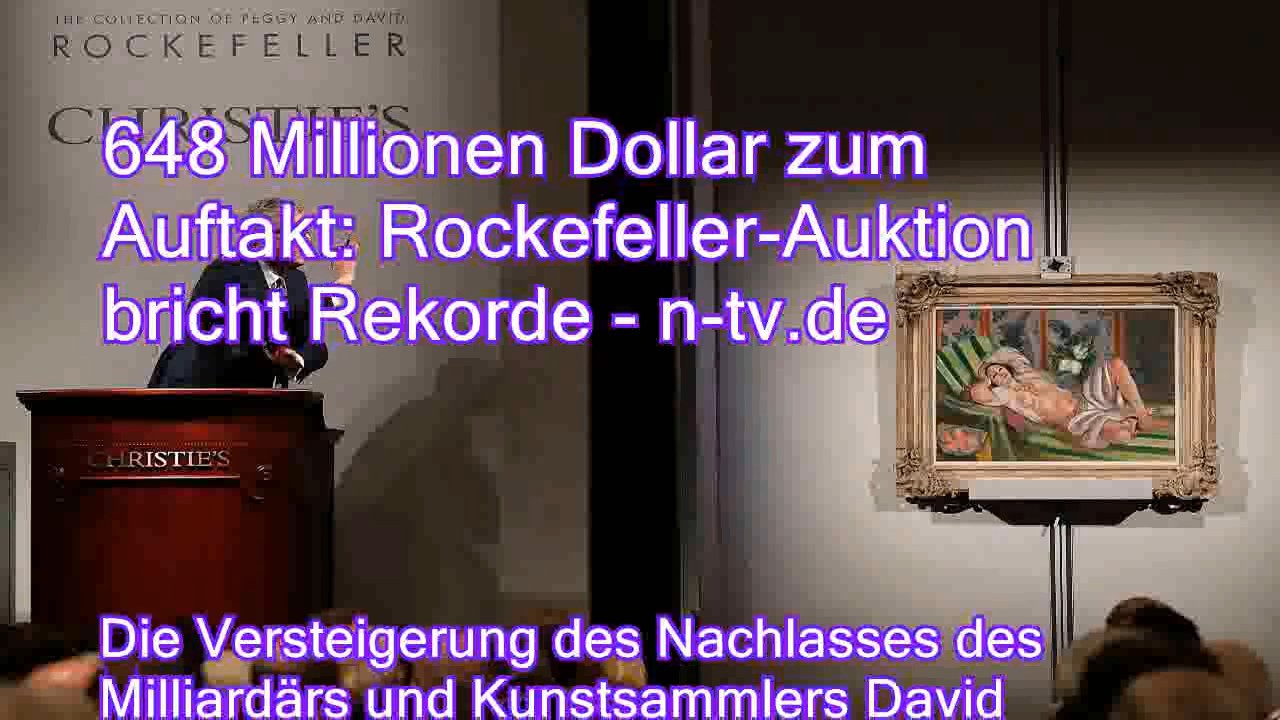 THE COLLECTION OF PEGGY AND DAVID
ROCKEFELLER
CHRISTIE'S
648 Millionen Dollar zum
Auftakt: Rockefeller-Auktion
bricht Rekorde - n-tv.de
CHRISTIE'S
Die Versteigerung des Nachlasses des
Milliardärs und Kunstsammlers David